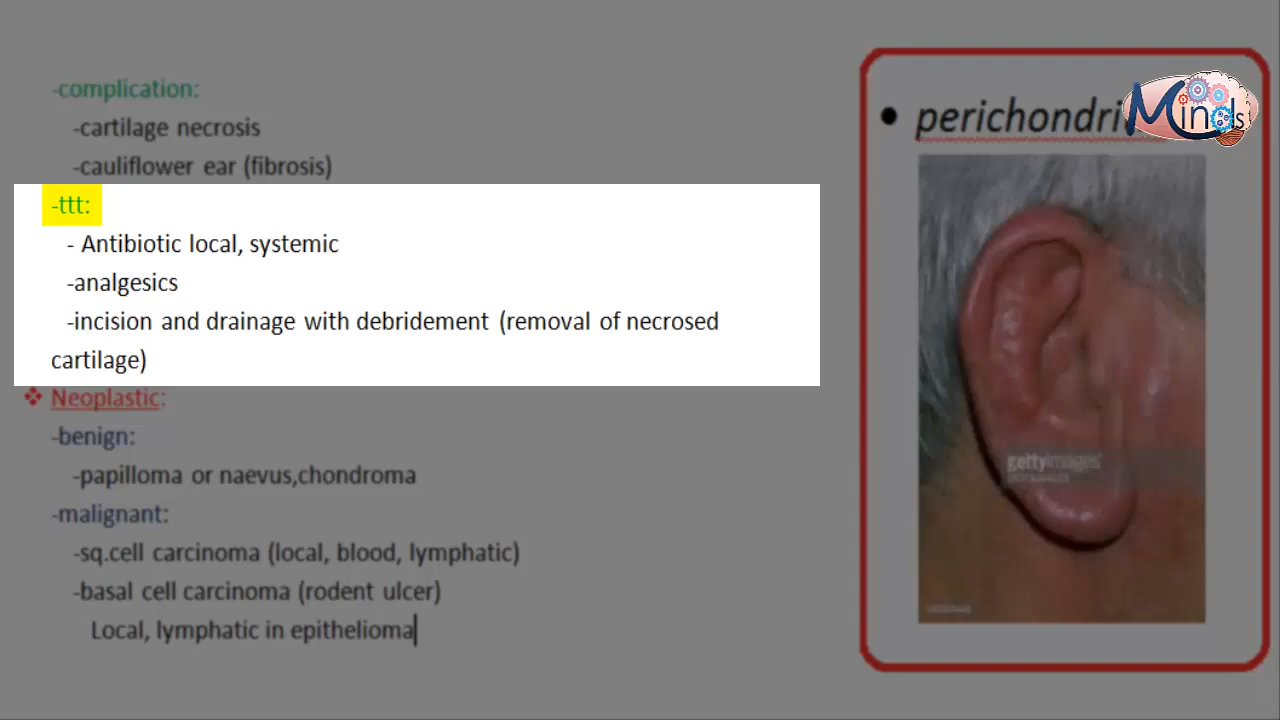 -complication:
-cartilage necrosis
-cauliflower ear (fibrosis)
-ttt:
- Antibiotic local, systemic
-analgesics
-incision and drainage with debridement (removal of necrosed
cartilage)
❖ Neoplastic:
-benign:
-papilloma or naevus,chondroma
-malignant:
-sq.cell carcinoma (local, blood, lymphatic)
-basal cell carcinoma (rodent ulcer)
Local, lymphatic in epithelioma
Minds
gettyimages